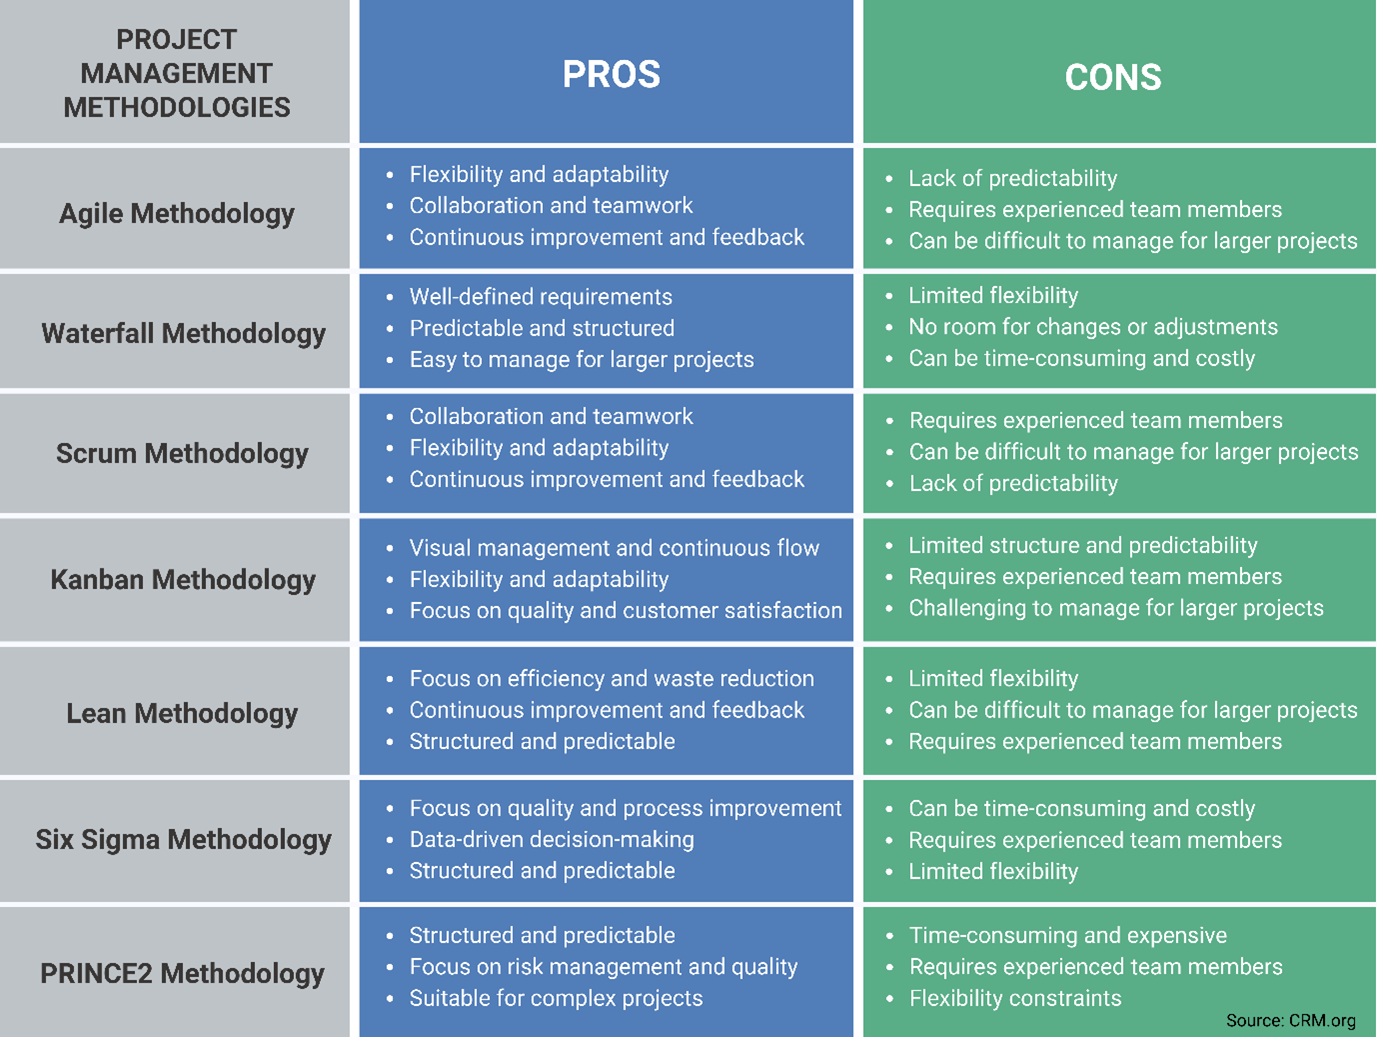 PROJECT
MANAGEMENT
METHODOLOGIES
PROS
CONS
Agile Methodology
• Flexibility and adaptability
• Collaboration and teamwork
• Continuous improvement and feedback
• Lack of predictability
• Requires experienced team members
• Can be difficult to manage for larger projects
Waterfall Methodology
• Well-defined requirements
• Predictable and structured
• Easy to manage for larger projects
• Limited flexibility
• No room for changes or adjustments
• Can be time-consuming and costly
Scrum Methodology
• Collaboration and teamwork
• Flexibility and adaptability
• Continuous improvement and feedback
• Requires experienced team members
• Can be difficult to manage for larger projects
• Lack of predictability
Kanban Methodology
• Visual management and continuous flow
• Flexibility and adaptability
• Focus on quality and customer satisfaction
• Limited structure and predictability
• Requires experienced team members
• Challenging to manage for larger projects
Lean Methodology
• Focus on efficiency and waste reduction
• Continuous improvement and feedback
• Structured and predictable
• Limited flexibility
• Can be difficult to manage for larger projects
• Requires experienced team members
Six Sigma Methodology
• Focus on quality and process improvement
• Data-driven decision-making
• Structured and predictable
• Can be time-consuming and costly
• Requires experienced team members
• Limited flexibility
PRINCE2 Methodology
• Structured and predictable
• Focus on risk management and quality
• Suitable for complex projects
• Time-consuming and expensive
• Requires experienced team members
• Flexibility constraints
Source: CRM.org